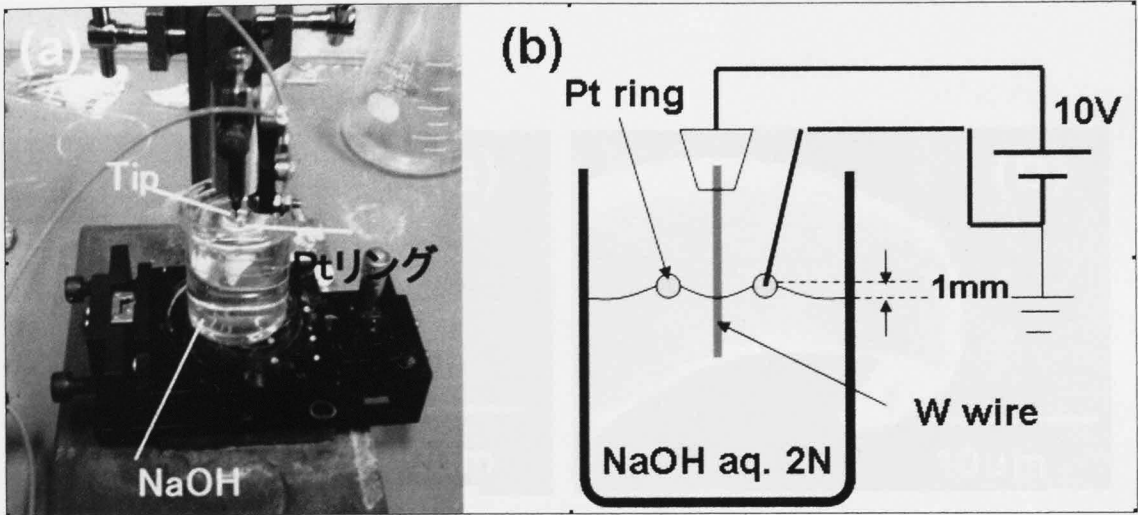 (a)
Tip
Ptリング
NaOH
(b)
Pt ring
10V
1mm
W wire
NaOH aq. 2N